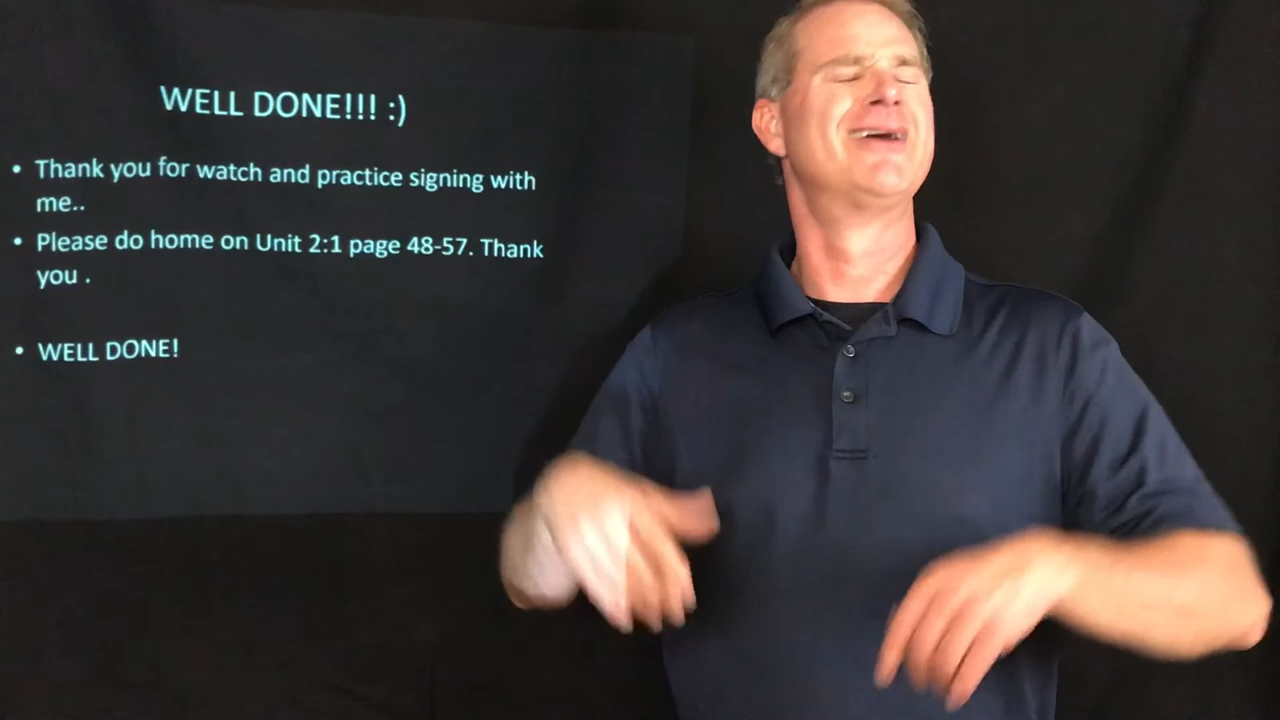 WELL DONE!!! :)
• Thank you for watch and practice signing with
me..
• Please do home on Unit 2:1 page 48-57. Thank
you .
• WELL DONE!